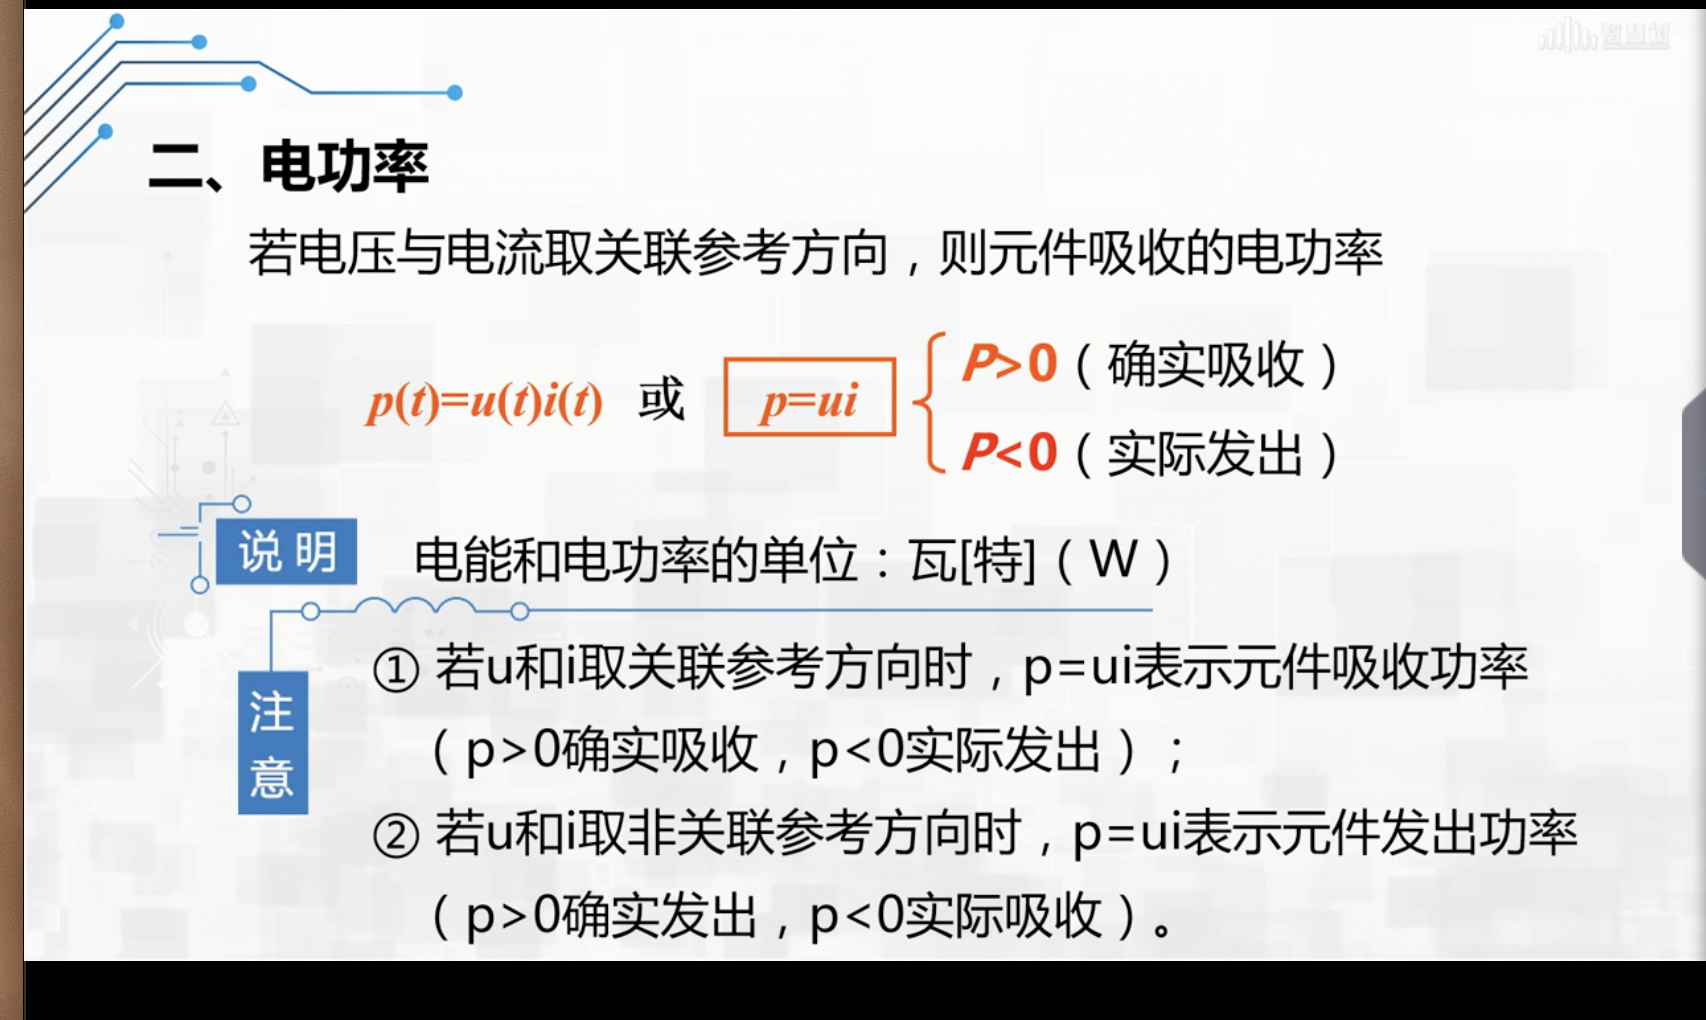 二、电功率
若电压与电流取关联参考方向，则元件吸收的电功率
p(t)=u(t)i(t) 或 p=ui
P>0（确实吸收）
P<0（实际发出）
说明
电能和电功率的单位：瓦[特]（W）
注意
① 若u和i取关联参考方向时，p=ui表示元件吸收功率
（p>0确实吸收，p<0实际发出）；
② 若u和i取非关联参考方向时，p=ui表示元件发出功率
（p>0确实发出，p<0实际吸收）。